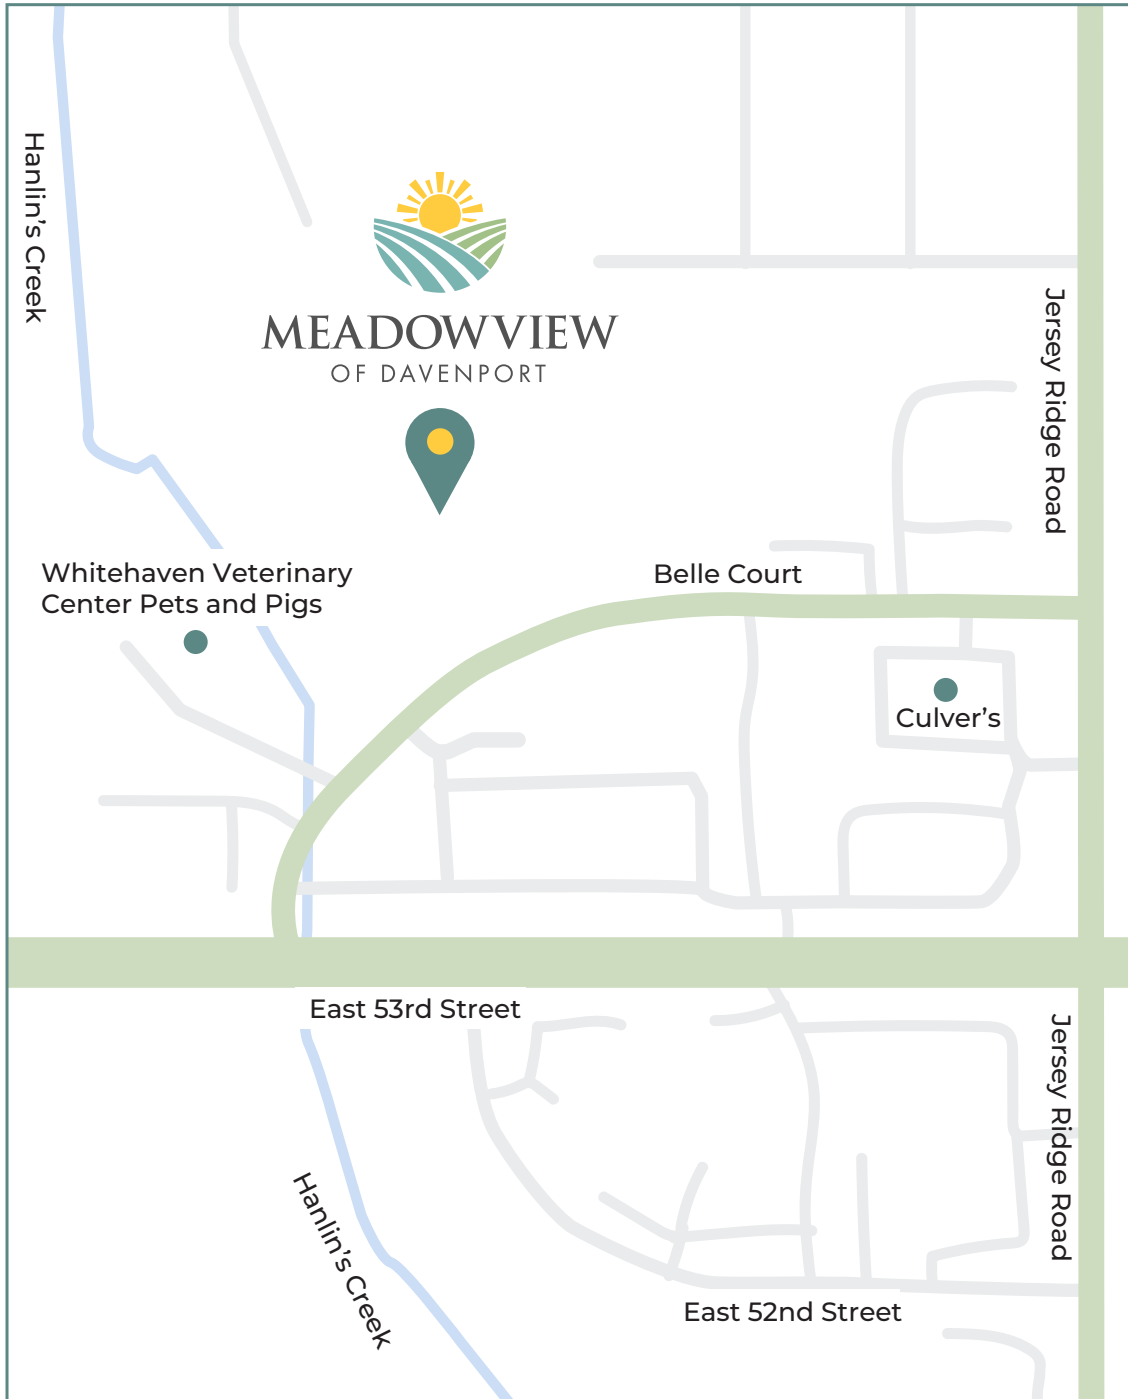 Hanlin's Creek
MEADOWVIEW
OF DAVENPORT
Jersey Ridge Road
Whitehaven Veterinary
Center Pets and Pigs
Belle Court
Culver's
East 53rd Street
Jersey Ridge Road
Hanlin's Creek
East 52nd Street